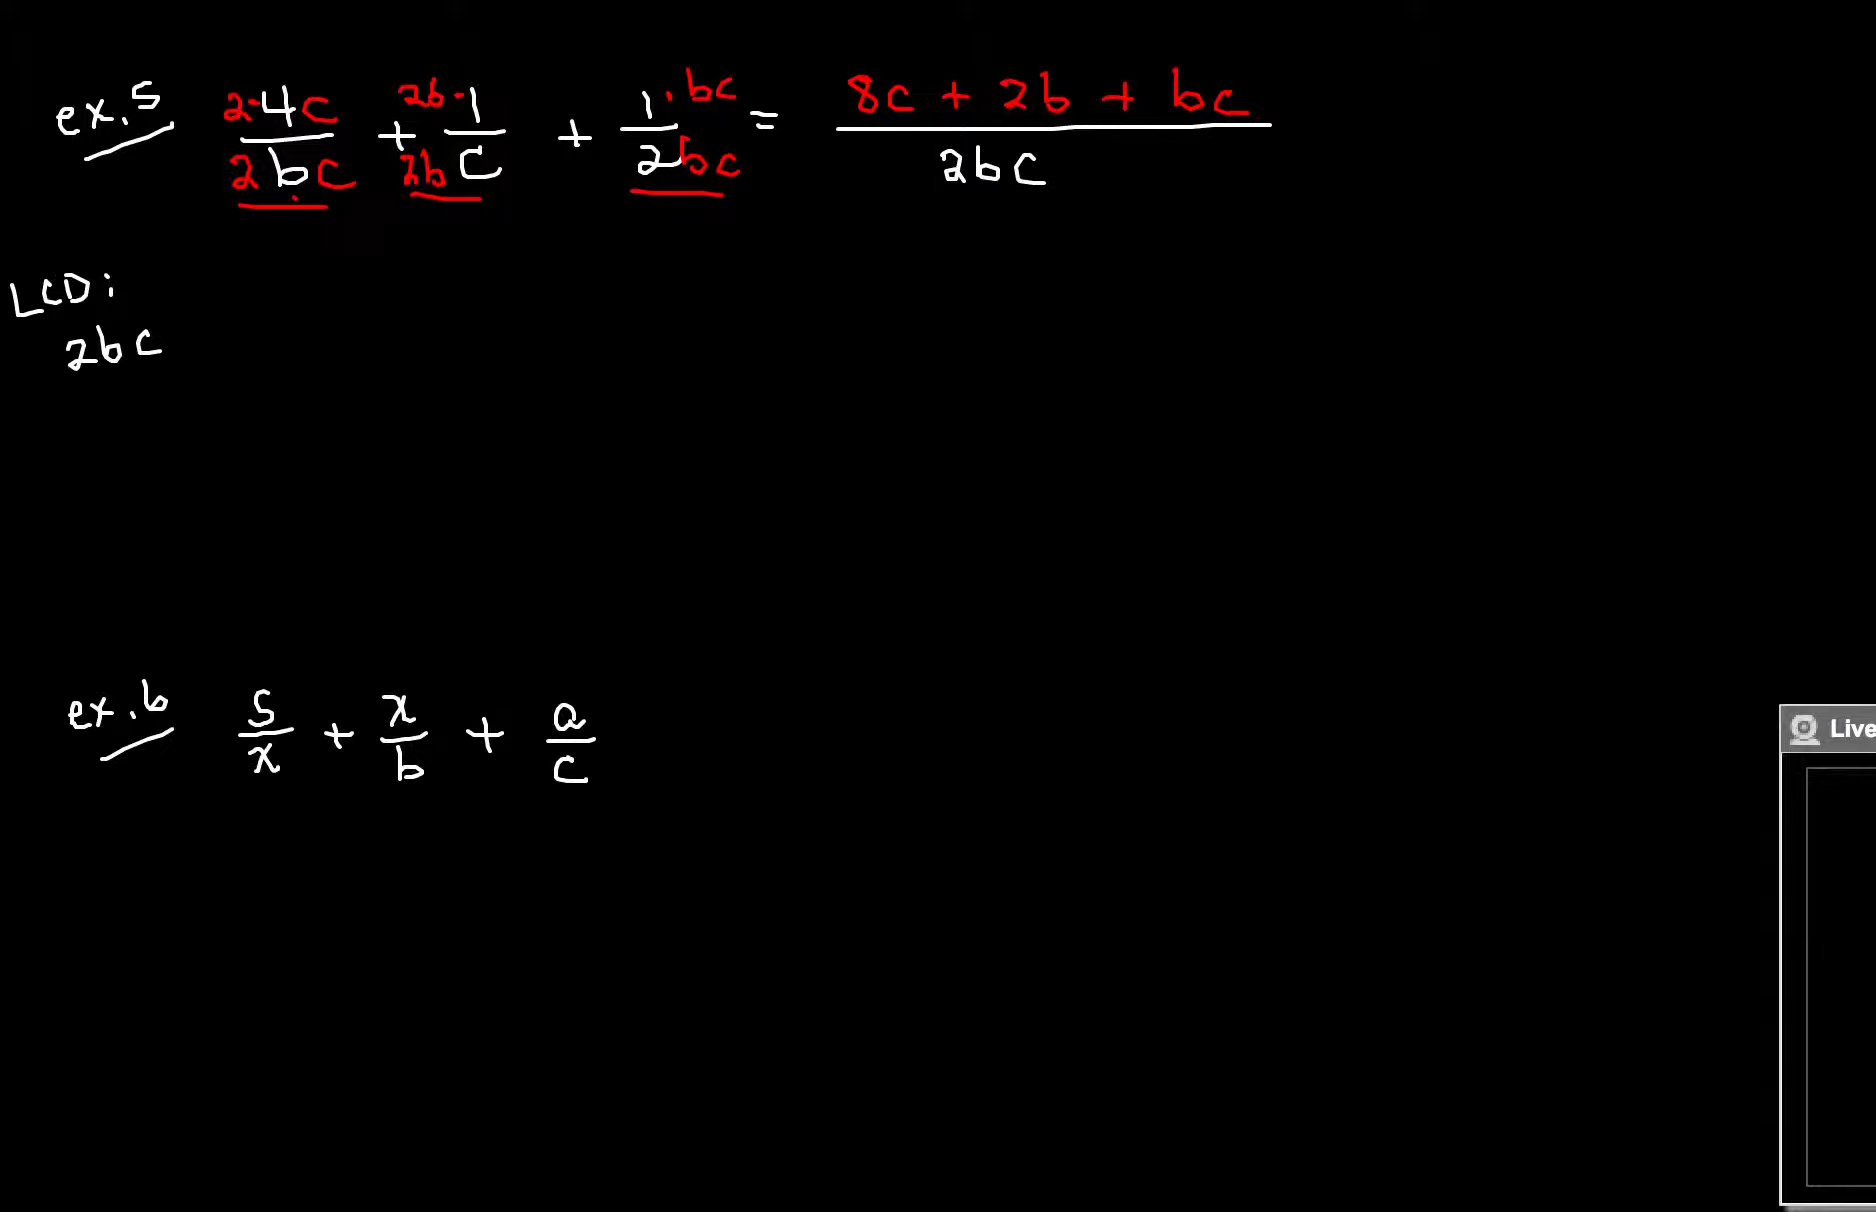 ex.5 2·4c/2bc + 2b·1/2bc + 1·bc/2bc = 8c + 2b + bc/2bc
LCD:
2bc
ex.6 5/x + x/b + a/c
Live